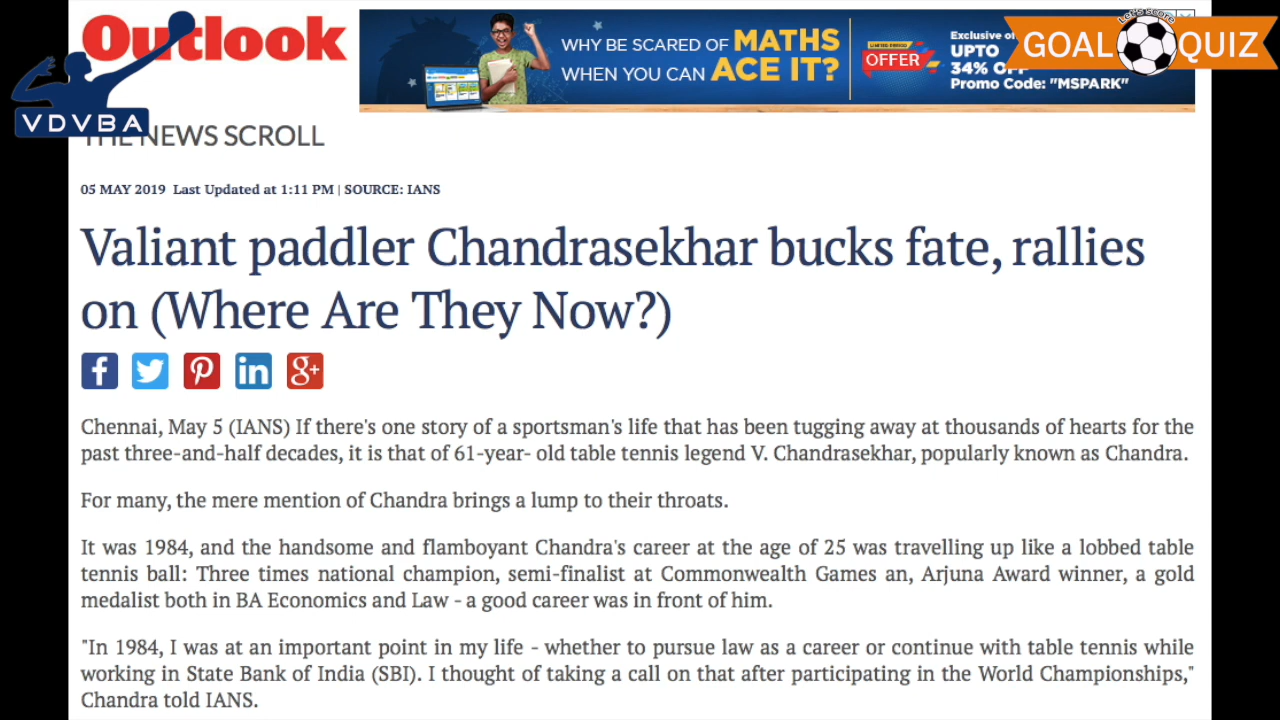 Outlook
VDVBA
THE NEWS SCROLL
WHY BE SCARED OF MATHS
WHEN YOU CAN ACE IT?
LIMITED PERIOD
OFFER
Exclusive of
UPTO
34% OFF
Promo Code: "MSPARK"
Let's score
GOAL QUIZ
05 MAY 2019 Last Updated at 1:11 PM | SOURCE: IANS
Valiant paddler Chandrasekhar bucks fate, rallies
on (Where Are They Now?)
Chennai, May 5 (IANS) If there's one story of a sportsman's life that has been tugging away at thousands of hearts for the
past three-and-half decades, it is that of 61-year- old table tennis legend V. Chandrasekhar, popularly known as Chandra.
For many, the mere mention of Chandra brings a lump to their throats.
It was 1984, and the handsome and flamboyant Chandra's career at the age of 25 was travelling up like a lobbed table
tennis ball: Three times national champion, semi-finalist at Commonwealth Games an, Arjuna Award winner, a gold
medalist both in BA Economics and Law - a good career was in front of him.
"In 1984, I was at an important point in my life - whether to pursue law as a career or continue with table tennis while
working in State Bank of India (SBI). I thought of taking a call on that after participating in the World Championships,"
Chandra told IANS.